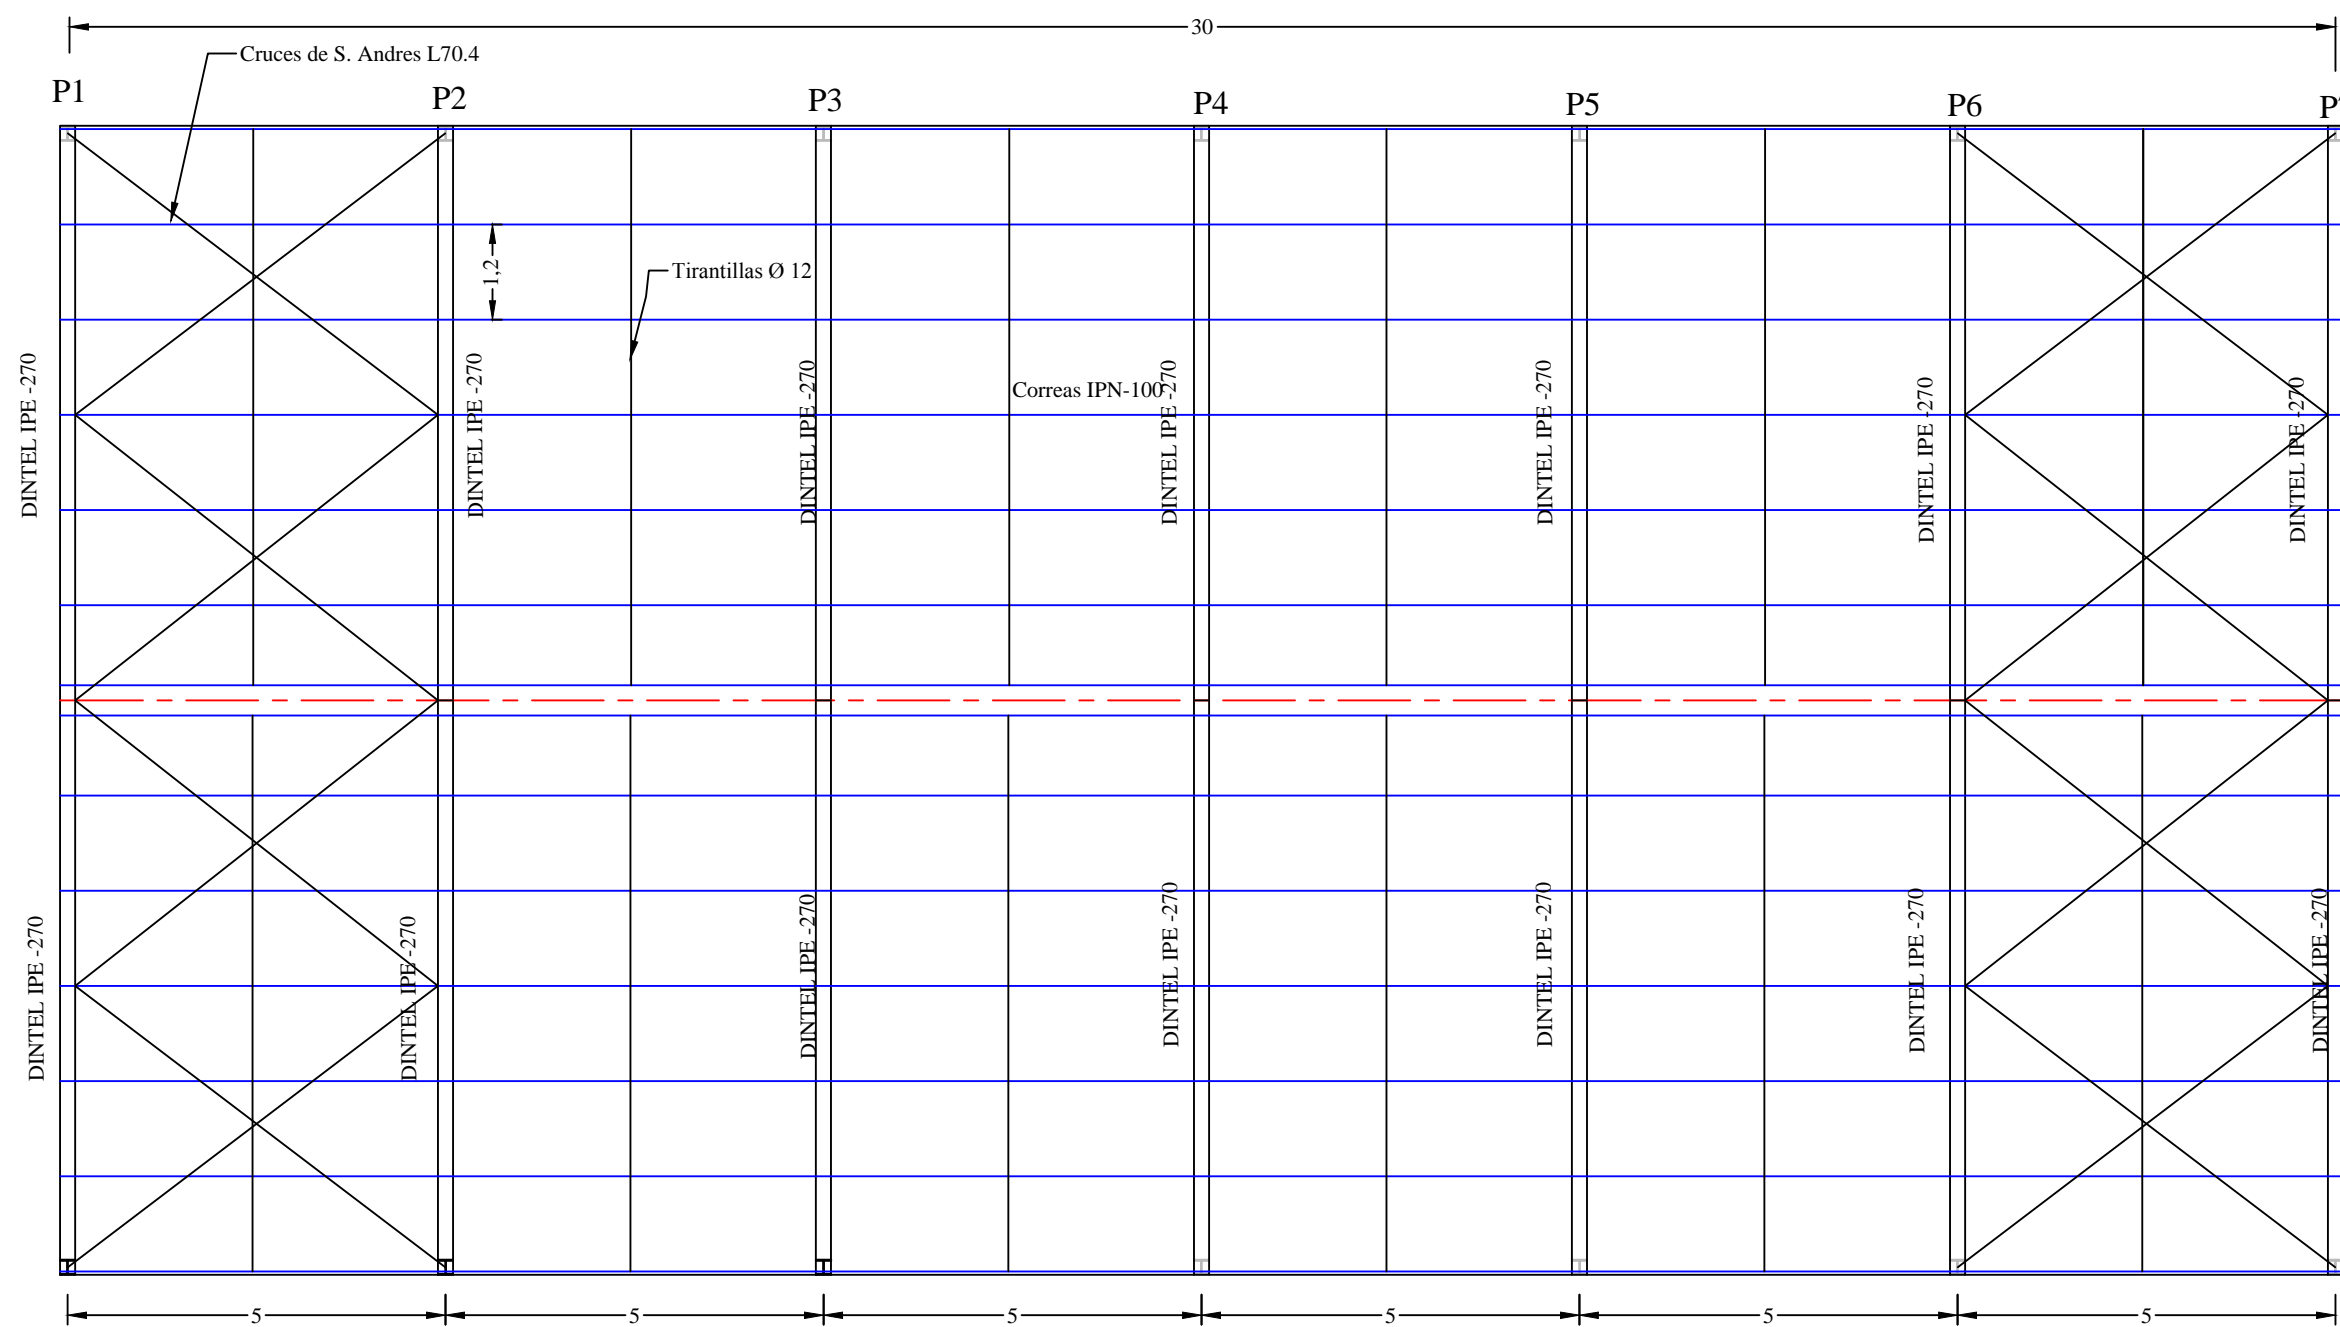 30
Cruces de S. Andres L70.4
P1
P2
P3
P4
P5
P6
1,2
Tirantillas Ø 12
Correas IPN-100
DINTEL IPE -270
DINTEL IPE -270
DINTEL IPE -270
DINTEL IPE -270
DINTEL IPE -270
DINTEL IPE -270
DINTEL IPE -270
DINTEL IPE -270
DINTEL IPE -270
DINTEL IPE -270
DINTEL IPE -270
DINTEL IPE -270
DINTEL IPE -270
DINTEL IPE -270
5
5
5
5
5
5